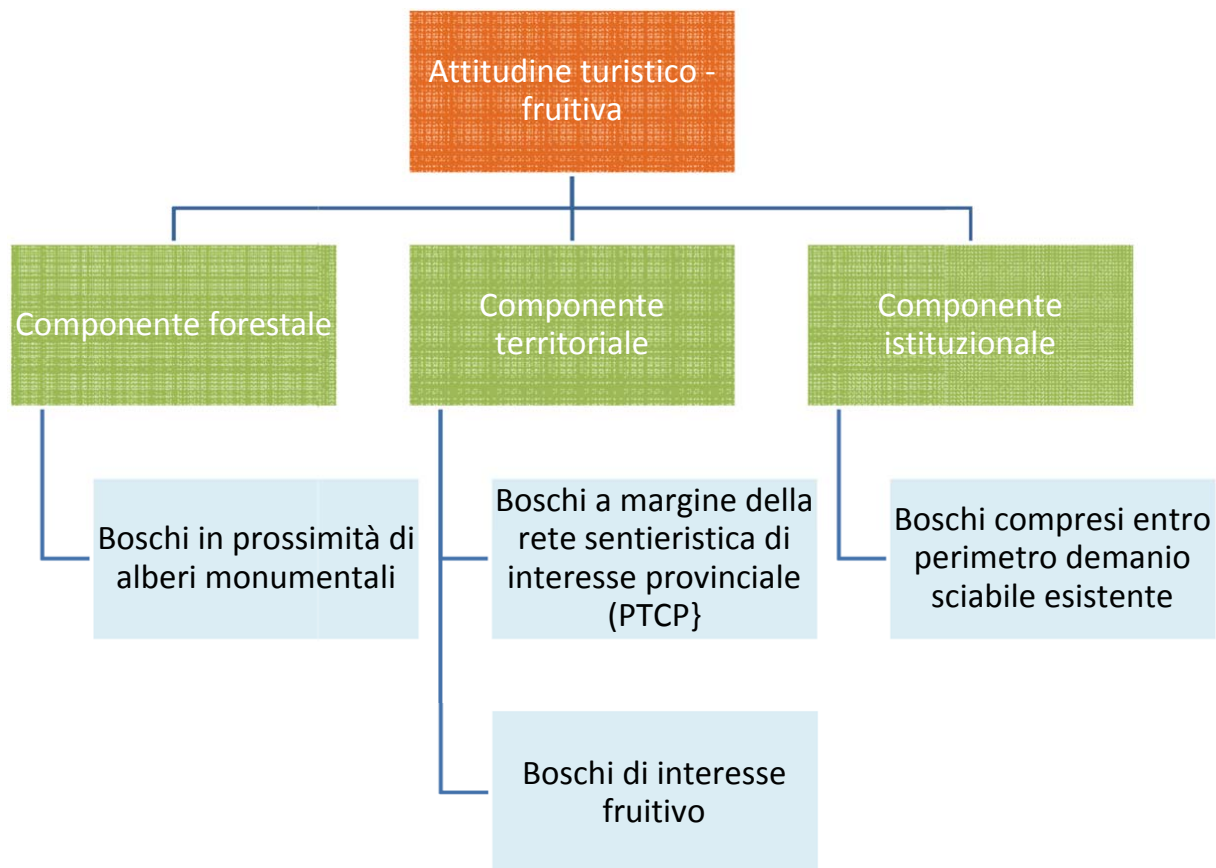 Attitudine turistico -
fruitiva
Componente forestale
Componente
territoriale
Componente
istituzionale
Boschi in prossimità di
alberi monumentali
Boschi a margine della
rete sentieristica di
interesse provinciale
(PTCP}
Boschi compresi entro
perimetro demanio
sciabile esistente
Boschi di interesse
fruitivo